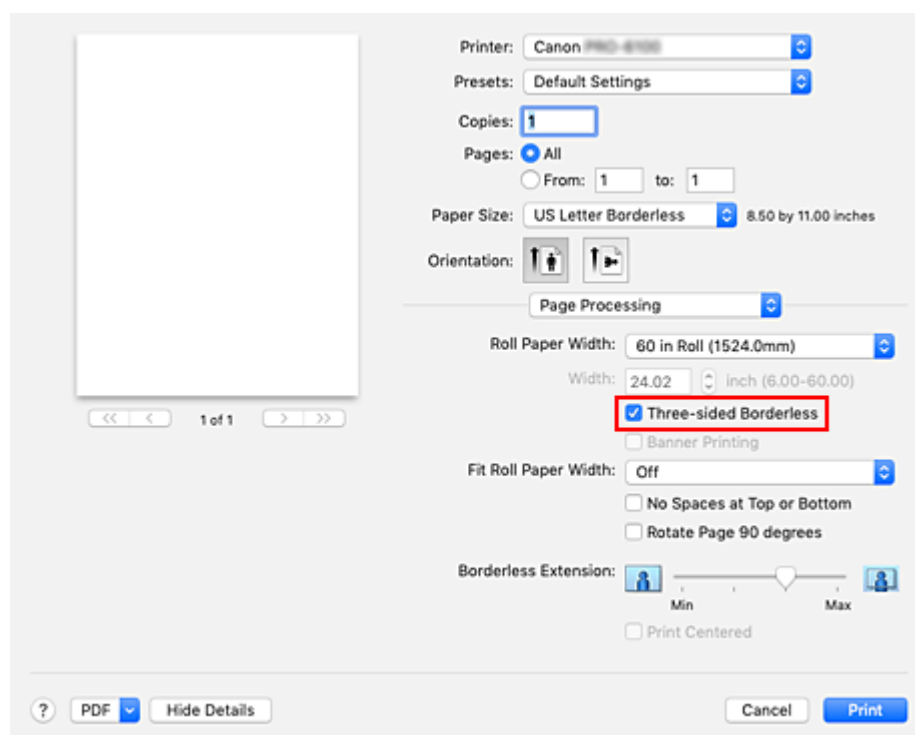 Printer: Canon
Presets: Default Settings
Copies: 1
Pages: All
From: 1 to: 1
Paper Size: US Letter Borderless 8.50 by 11.00 inches
Orientation:
Page Processing
Roll Paper Width: 60 in Roll (1524.0mm)
Width: 24.02 inch (6.00-60.00)
<< < 1 of 1 > >>
Three-sided Borderless
Banner Printing
Fit Roll Paper Width: Off
No Spaces at Top or Bottom
Rotate Page 90 degrees
Borderless Extension:
Min Max
Print Centered
? PDF Hide Details Cancel Print